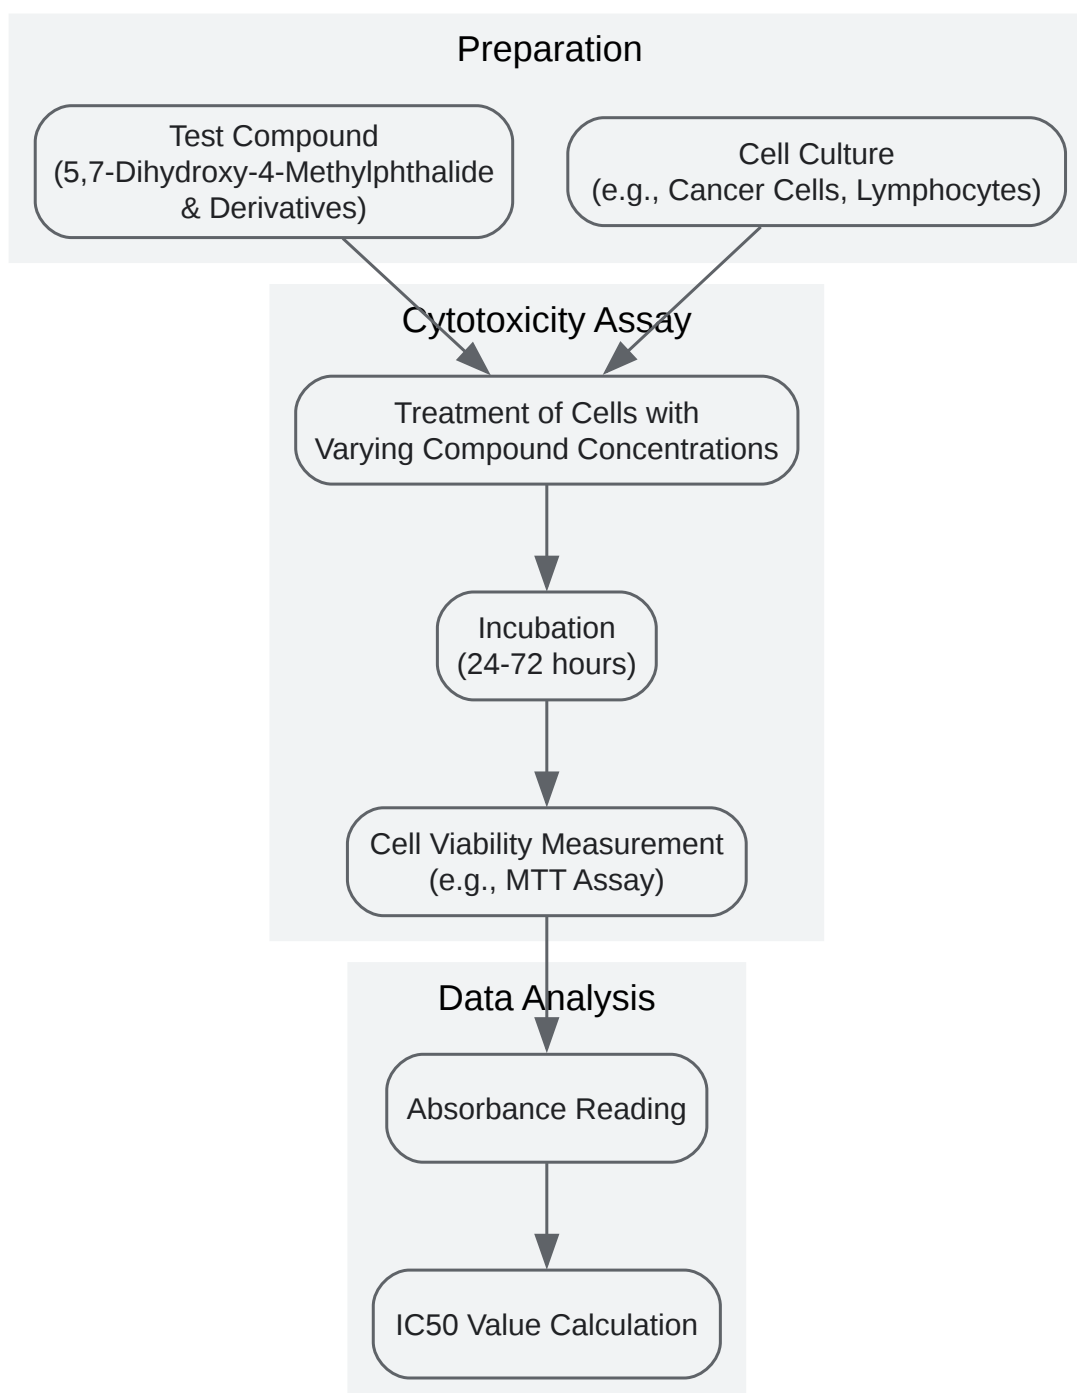 Preparation
Test Compound
(5,7-Dihydroxy-4-Methylphthalide
& Derivatives)
Cell Culture
(e.g., Cancer Cells, Lymphocytes)
Cytotoxicity Assay
Treatment of Cells with
Varying Compound Concentrations
Incubation
(24-72 hours)
Cell Viability Measurement
(e.g., MTT Assay)
Data Analysis
Absorbance Reading
IC50 Value Calculation